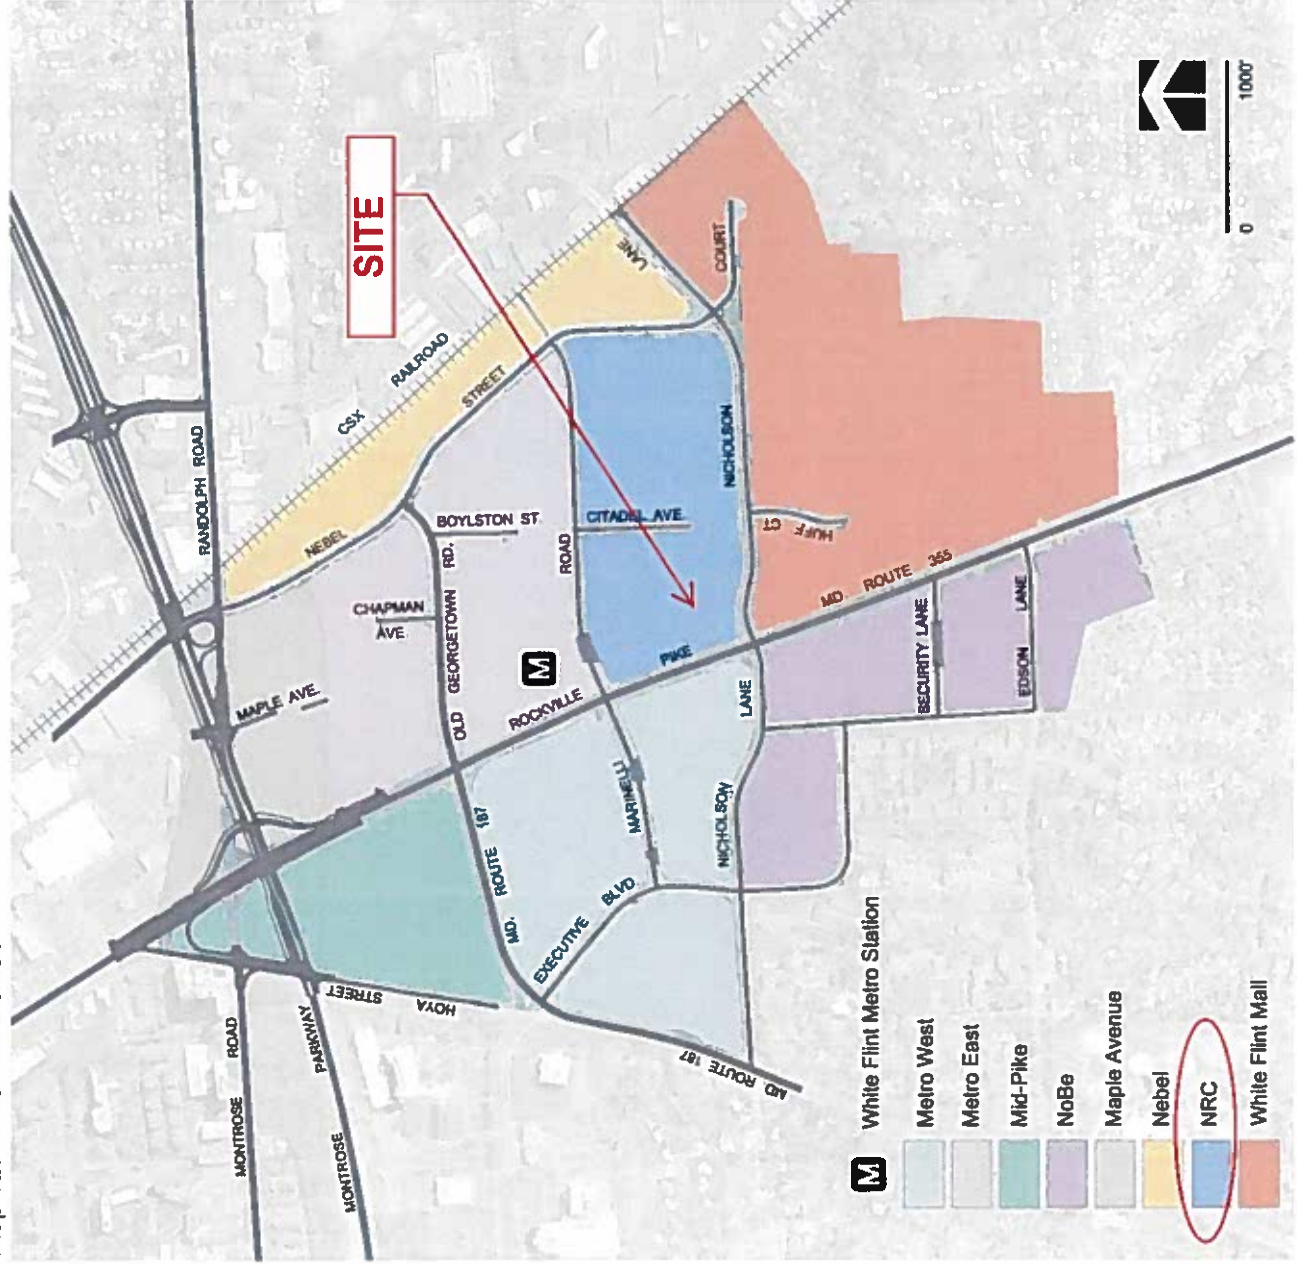 SITE
CSX RAILROAD
RANDOLPH ROAD
NEBEL STREET
BOYLSTON ST
CHAPMAN
AVE.
MAPLE AVE.
OLD GEORGETOWN RD.
ROCKVILLE PIKE
M
ROAD
CITADEL AVE
LANE
COURT
NICHOLSON
HUFF CT
MD ROUTE 355
SECURITY LANE
EDSON LANE
LANE
MARINELLI
NICHOLSON
MD. ROUTE 187
EXECUTIVE BLVD
HOYA STREET
MONTROSE ROAD
MONTROSE PARKWAY
MD. ROUTE 187
M White Flint Metro Station
Metro West
Metro East
Mid-Pike
NoBe
Maple Avenue
Nebel
NRC
White Flint Mall
0 1000'